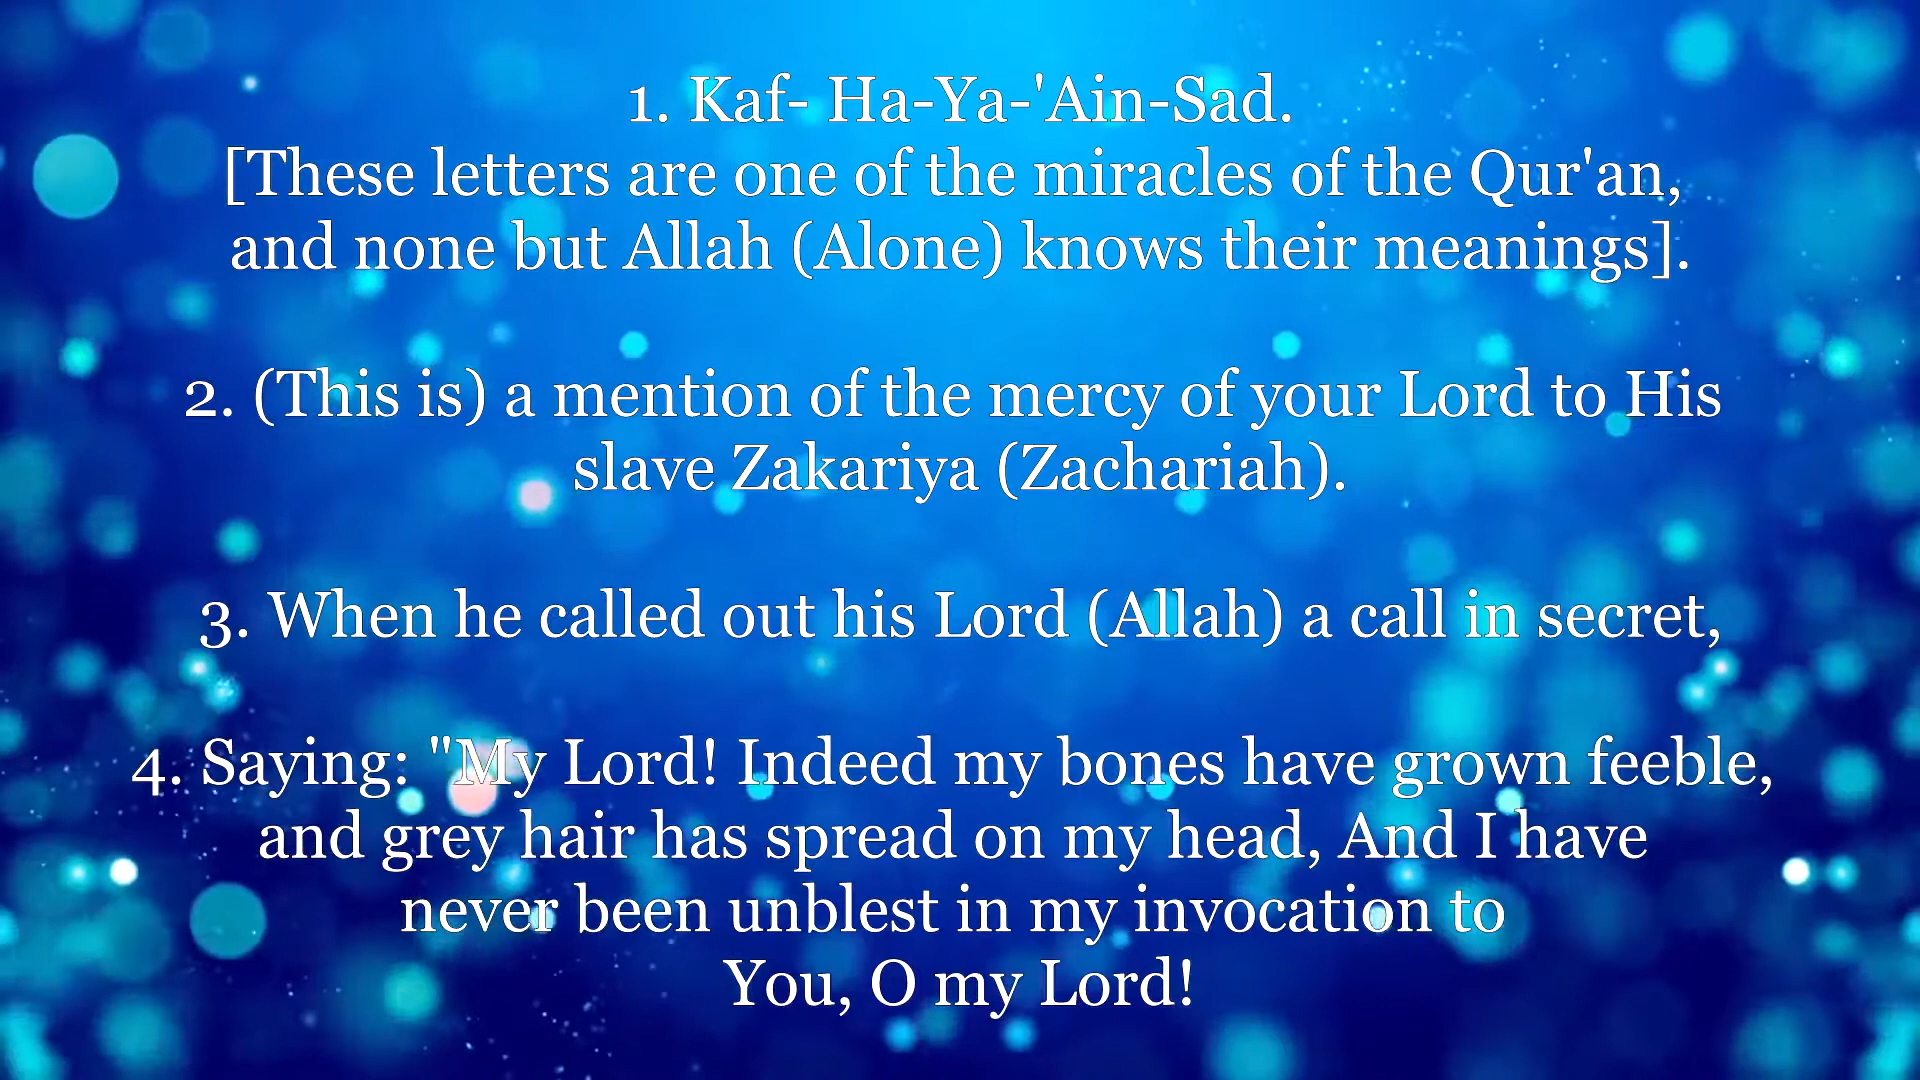 1. Kaf- Ha-Ya-'Ain-Sad.
[These letters are one of the miracles of the Qur'an,
and none but Allah (Alone) knows their meanings].
2. (This is) a mention of the mercy of your Lord to His
slave Zakariya (Zachariah).
3. When he called out his Lord (Allah) a call in secret,
4. Saying: "My Lord! Indeed my bones have grown feeble,
and grey hair has spread on my head, And I have
never been unblest in my invocation to
You, O my Lord!